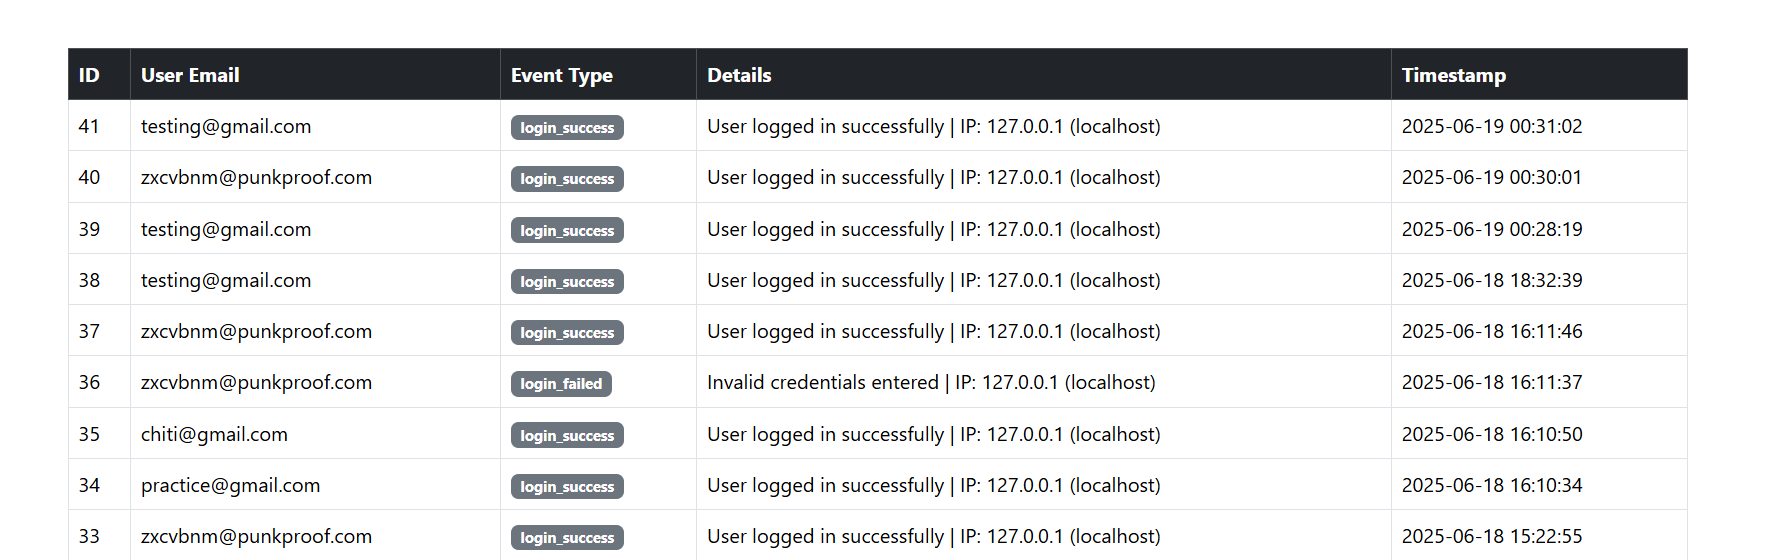 ID User Email Event Type Details Timestamp
41 testing@gmail.com login_success User logged in successfully | IP: 127.0.0.1 (localhost) 2025-06-19 00:31:02
40 zxcvbnm@punkproof.com login_success User logged in successfully | IP: 127.0.0.1 (localhost) 2025-06-19 00:30:01
39 testing@gmail.com login_success User logged in successfully | IP: 127.0.0.1 (localhost) 2025-06-19 00:28:19
38 testing@gmail.com login_success User logged in successfully | IP: 127.0.0.1 (localhost) 2025-06-18 18:32:39
37 zxcvbnm@punkproof.com login_success User logged in successfully | IP: 127.0.0.1 (localhost) 2025-06-18 16:11:46
36 zxcvbnm@punkproof.com login_failed Invalid credentials entered | IP: 127.0.0.1 (localhost) 2025-06-18 16:11:37
35 chiti@gmail.com login_success User logged in successfully | IP: 127.0.0.1 (localhost) 2025-06-18 16:10:50
34 practice@gmail.com login_success User logged in successfully | IP: 127.0.0.1 (localhost) 2025-06-18 16:10:34
33 zxcvbnm@punkproof.com login_success User logged in successfully | IP: 127.0.0.1 (localhost) 2025-06-18 15:22:55